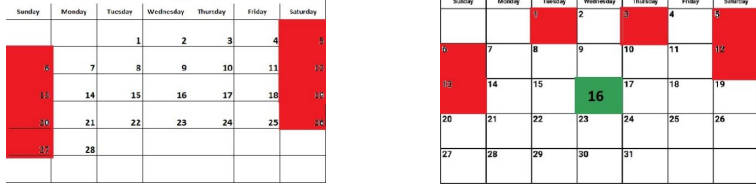 Sunday Monday Tuesday Wednesday Thursday Friday Saturday
1 2 3 4 5
6 7 8 9 10 11 12
13 14 15 16 17 18 19
20 21 22 23 24 25 26
27 28
Sunday Monday Tuesday Wednesday Thursday Friday Saturday
1 2 3 4 5
6 7 8 9 10 11 12
13 14 15 16 17 18 19
20 21 22 23 24 25 26
27 28 29 30 31